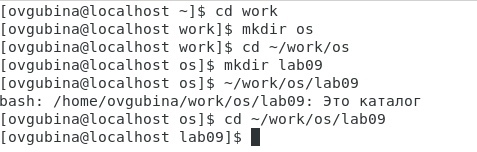 [ovgubina@localhost ~]$ cd work
[ovgubina@localhost work]$ mkdir os
[ovgubina@localhost work]$ cd ~/work/os
[ovgubina@localhost os]$ mkdir lab09
[ovgubina@localhost os]$ ~/work/os/lab09
bash: /home/ovgubina/work/os/lab09: Это каталог
[ovgubina@localhost os]$ cd ~/work/os/lab09
[ovgubina@localhost lab09]$